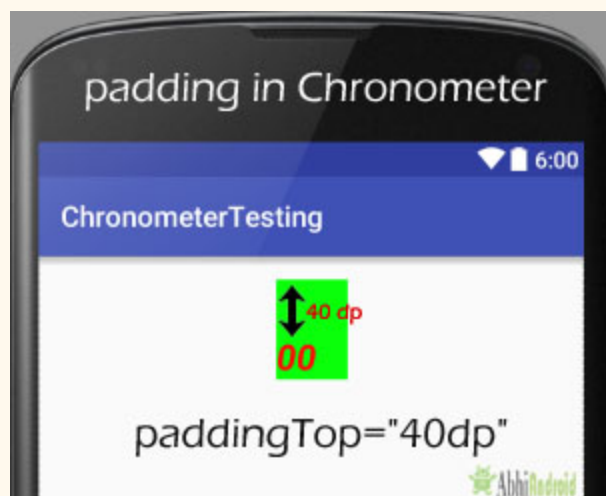 padding in Chronometer
6:00
ChronometerTesting
40 dp
00
paddingTop="40dp"
AbhiAndroid